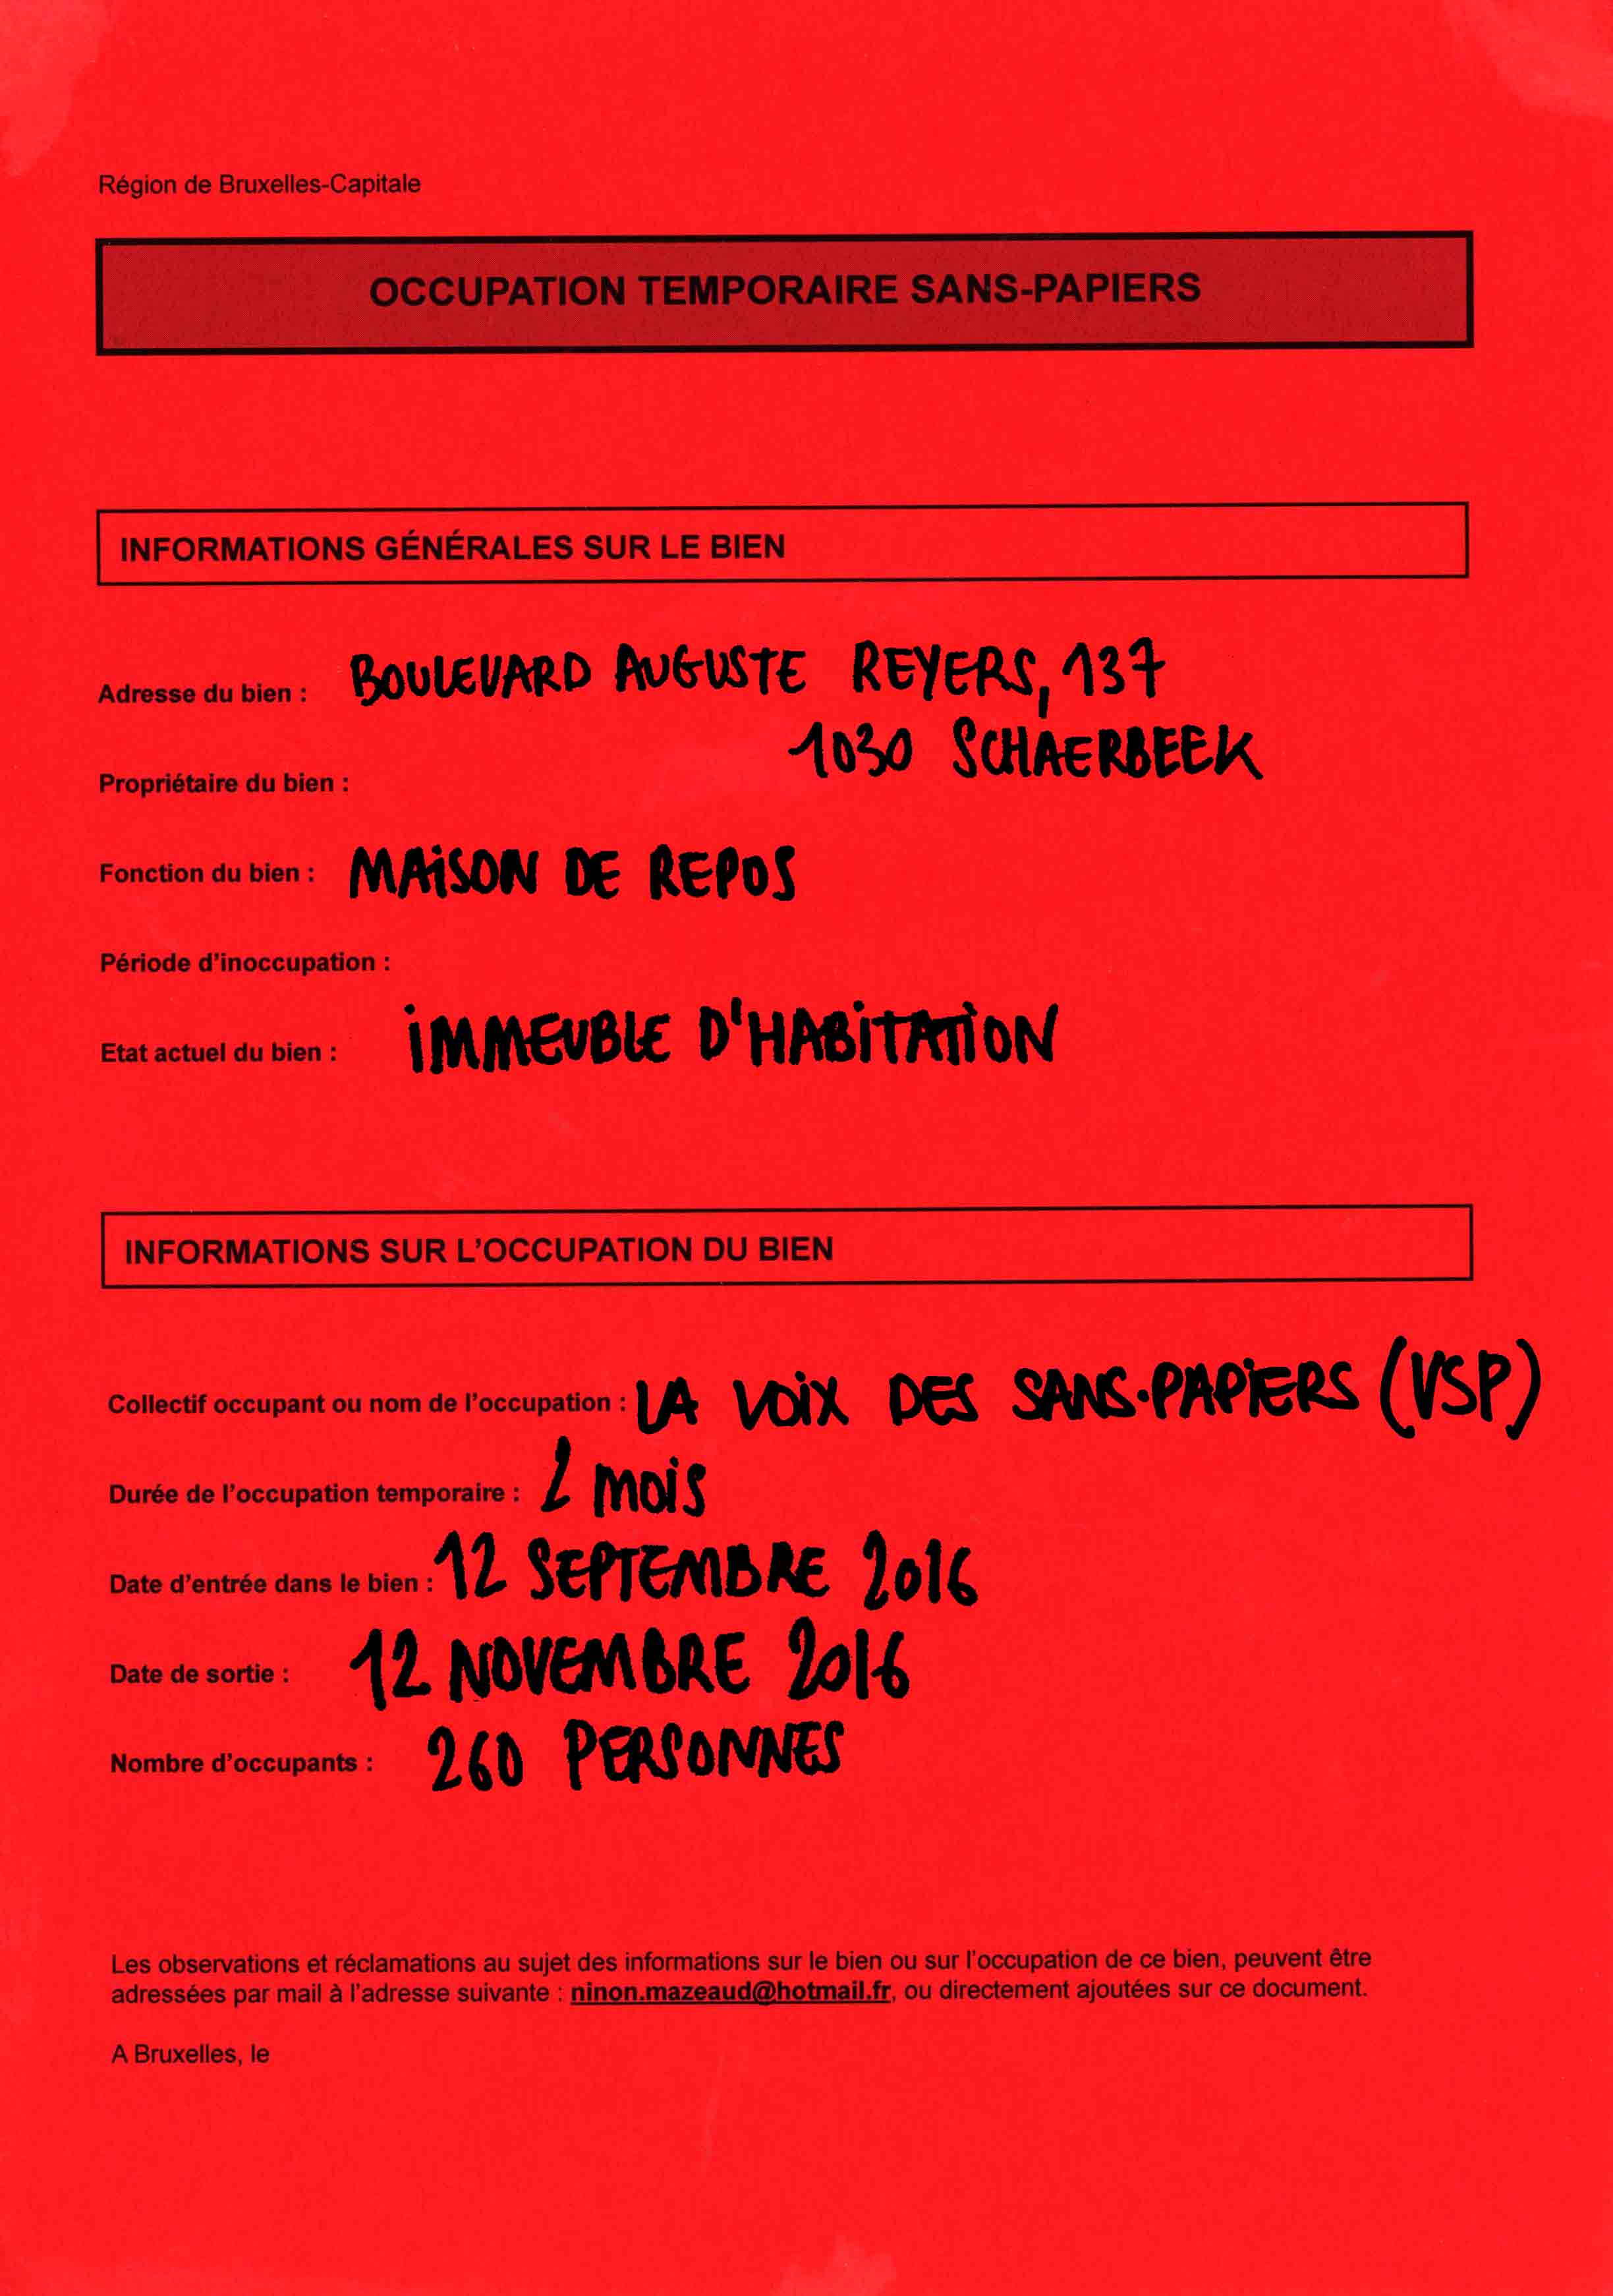 Région de Bruxelles-Capitale
OCCUPATION TEMPORAIRE SANS-PAPIERS
INFORMATIONS GÉNÉRALES SUR LE BIEN
Adresse du bien : BOULEVARD AUGUSTE REYERS, 137
1030 SCHAERBEEK
Propriétaire du bien :
Fonction du bien : MAISON DE REPOS
Période d'inoccupation :
Etat actuel du bien : IMMEUBLE D'HABITATION
INFORMATIONS SUR L'OCCUPATION DU BIEN
Collectif occupant ou nom de l'occupation : LA VOIX DES SANS-PAPIERS (VSP)
Durée de l'occupation temporaire : 2 MOIS
Date d'entrée dans le bien : 12 SEPTEMBRE 2016
Date de sortie : 12 NOVEMBRE 2016
Nombre d'occupants : 260 PERSONNES
Les observations et réclamations au sujet des informations sur le bien ou sur l'occupation de ce bien, peuvent être
adressées par mail à l'adresse suivante : ninon.mazeaud@hotmail.fr, ou directement ajoutées sur ce document.
A Bruxelles, le